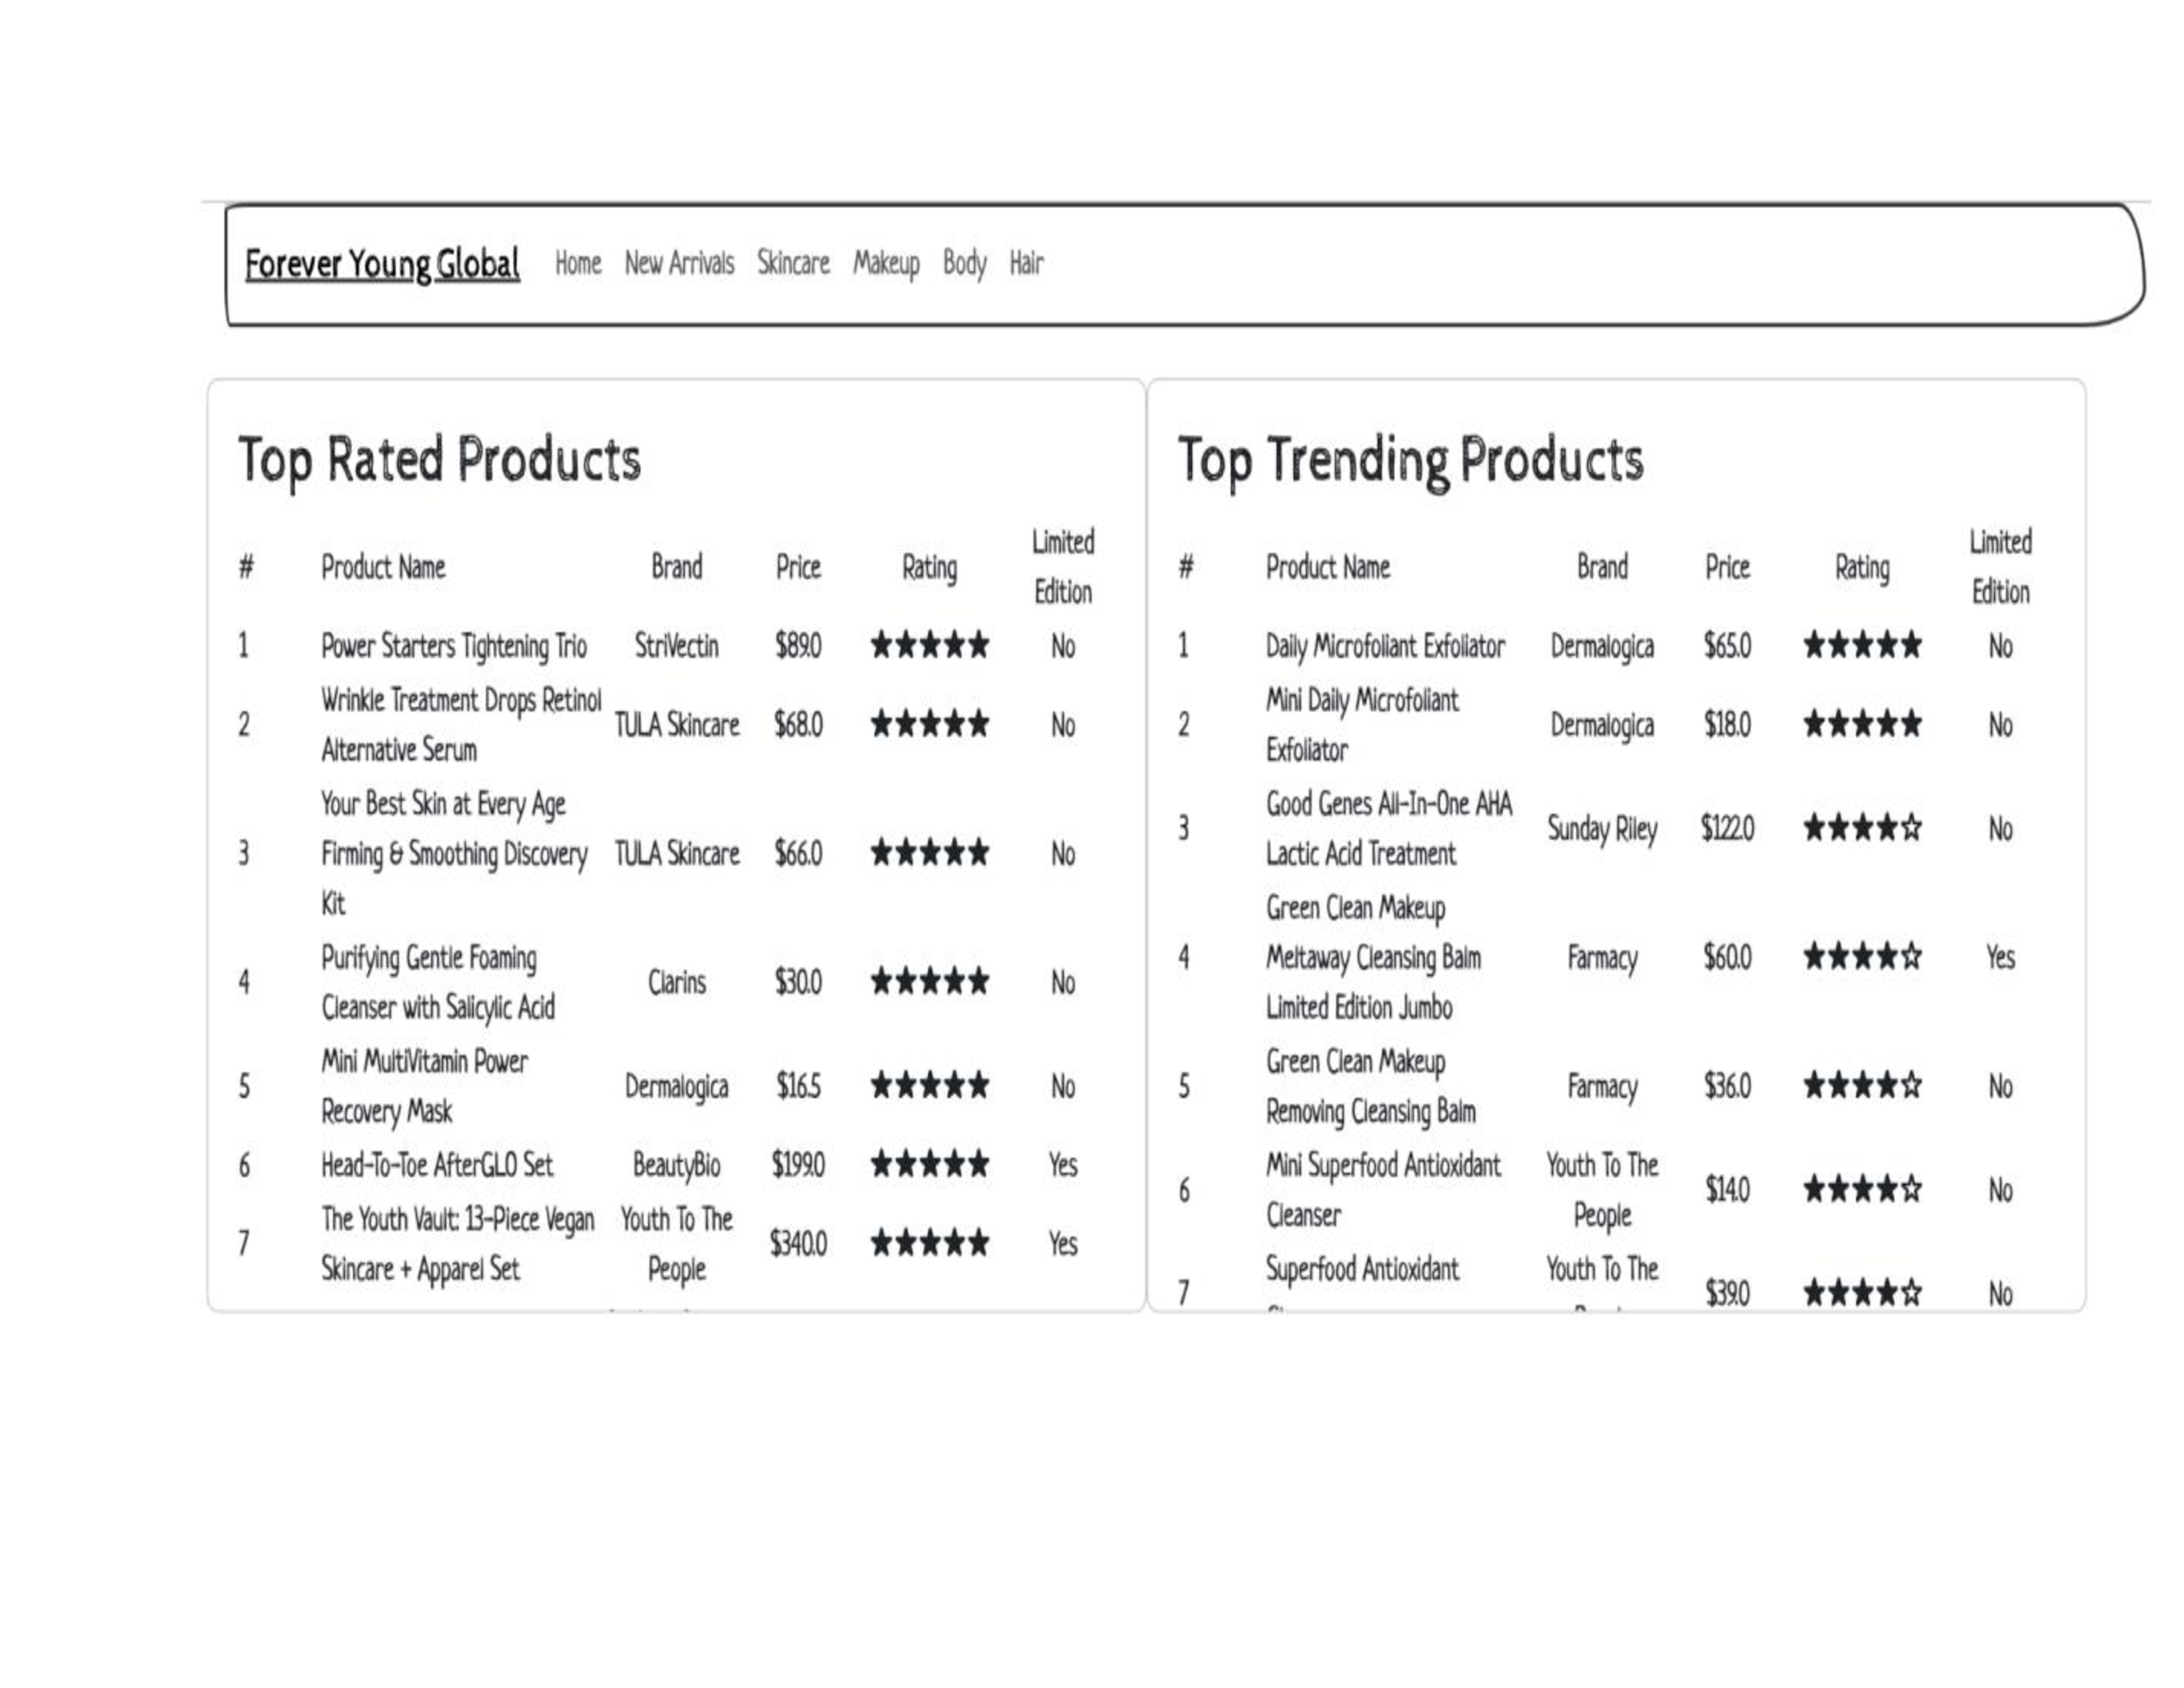 Forever Young Global Home New Arrivals Skincare Makeup Body Hair
Top Rated Products
# Product Name Brand Price Rating Limited
Edition
1 Power Starters Tightening Trio StriVectin $89.0 ★★★★★ No
Wrinkle Treatment Drops Retinol
2 TULA Skincare $68.0 ★★★★★ No
Alternative Serum
Your Best Skin at Every Age
3 Firming & Smoothing Discovery TULA Skincare $66.0 ★★★★★ No
Kit
Purifying Gentle Foaming
4 Clarins $30.0 ★★★★★ No
Cleanser with Salicylic Acid
Mini MultiVitamin Power
5 Dermalogica $16.5 ★★★★★ No
Recovery Mask
6 Head-To-Toe AfterGLO Set BeautyBio $199.0 ★★★★★ Yes
The Youth Vault: 13-Piece Vegan Youth To The
7 $340.0 ★★★★★ Yes
Skincare + Apparel Set People
Top Trending Products
# Product Name Brand Price Rating Limited
Edition
1 Daily Microfoliant Exfoliator Dermalogica $65.0 ★★★★★ No
Mini Daily Microfoliant
2 Dermalogica $18.0 ★★★★★ No
Exfoliator
Good Genes All-In-One AHA
3 Sunday Riley $122.0 ★★★★☆ No
Lactic Acid Treatment
Green Clean Makeup
4 Meltaway Cleansing Balm Farmacy $60.0 ★★★★☆ Yes
Limited Edition Jumbo
Green Clean Makeup
5 Farmacy $36.0 ★★★★☆ No
Removing Cleansing Balm
Mini Superfood Antioxidant Youth To The
6 $14.0 ★★★★☆ No
Cleanser People
Superfood Antioxidant Youth To The
7 $39.0 ★★★★☆ No